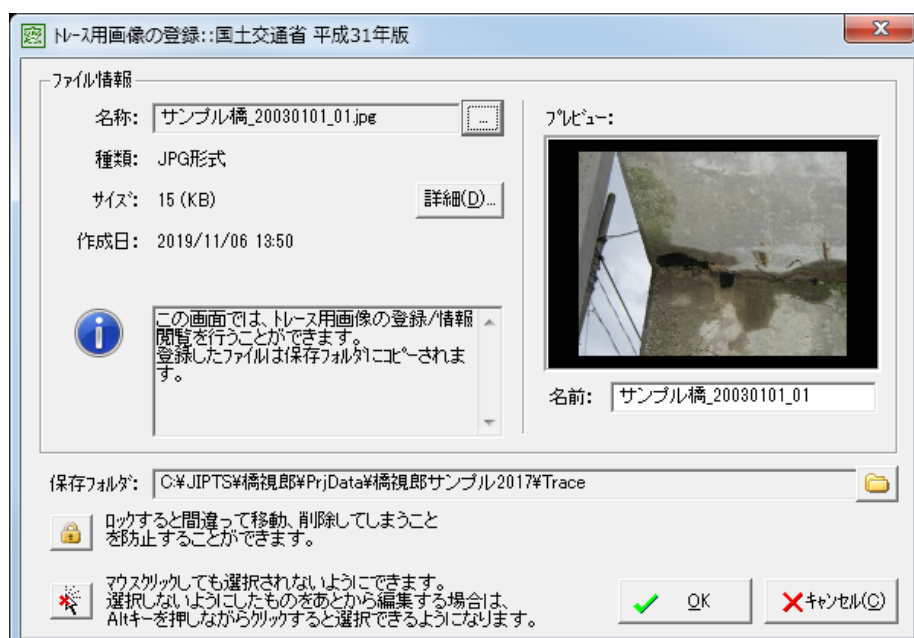 ﾄﾚｰｽ用画像の登録::国土交通省 平成31年版
ﾌｧｲﾙ情報
名称: サンプル橋_20030101_01.jpg ...
種類: JPG形式
ｻｲｽﾞ: 15 (KB) 詳細(D)...
作成日: 2019/11/06 13:50
この画面では、ﾄﾚｰｽ用画像の登録/情報
閲覧を行うことができます。
登録したﾌｧｲﾙは保存ﾌｫﾙﾀﾞにｺﾋﾟｰされま
す。
ﾌﾟﾚﾋﾞｭｰ:
名前: サンプル橋_20030101_01
保存ﾌｫﾙﾀﾞ: C:¥JIPTS¥橋視郎¥PrjData¥橋視郎サンプル2017¥Trace
ﾛｯｸすると間違って移動、削除してしまうこと
を防止することができます。
ﾏｳｽｸﾘｯｸしても選択されないようにできます。
選択しないようにしたものをあとから編集する場合は、
Altｷｰを押しながらｸﾘｯｸすると選択できるようになります。
OK
ｷｬﾝｾﾙ(C)